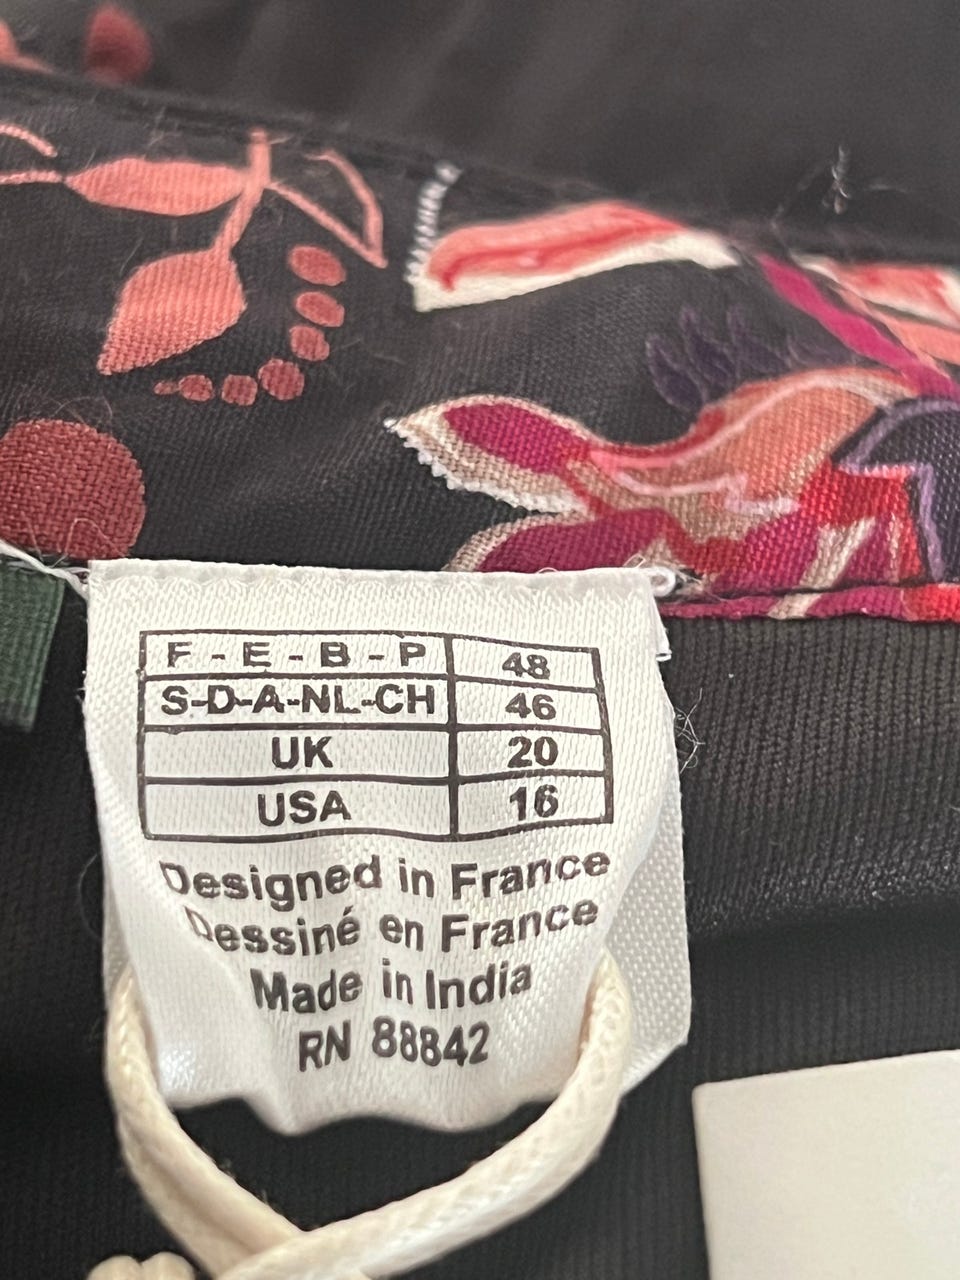 F - E - B - P 48
S-D-A-NL-CH 46
UK 20
USA 16
Designed in France
Dessiné en France
Made in India
RN 88842